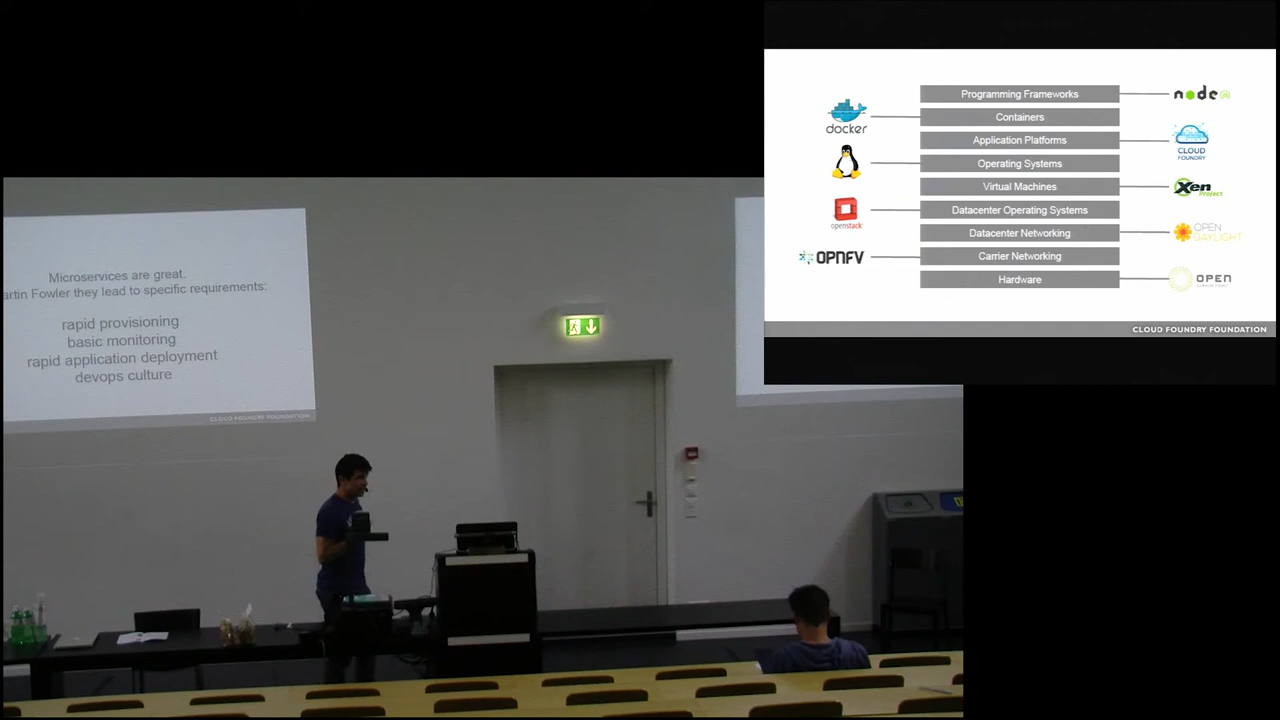 Microservices are great.
artin Fowler they lead to specific requirements:
rapid provisioning
basic monitoring
rapid application deployment
devops culture
CLOUD FOUNDRY FOUNDATION
Programming Frameworks
Containers
Application Platforms
Operating Systems
Virtual Machines
Datacenter Operating Systems
Datacenter Networking
Carrier Networking
Hardware
docker
openstack
OPNFV
node
CLOUD
FOUNDRY
Xen
Project
OPEN
DAYLIGHT
OPEN
CLOUD FOUNDRY FOUNDATION